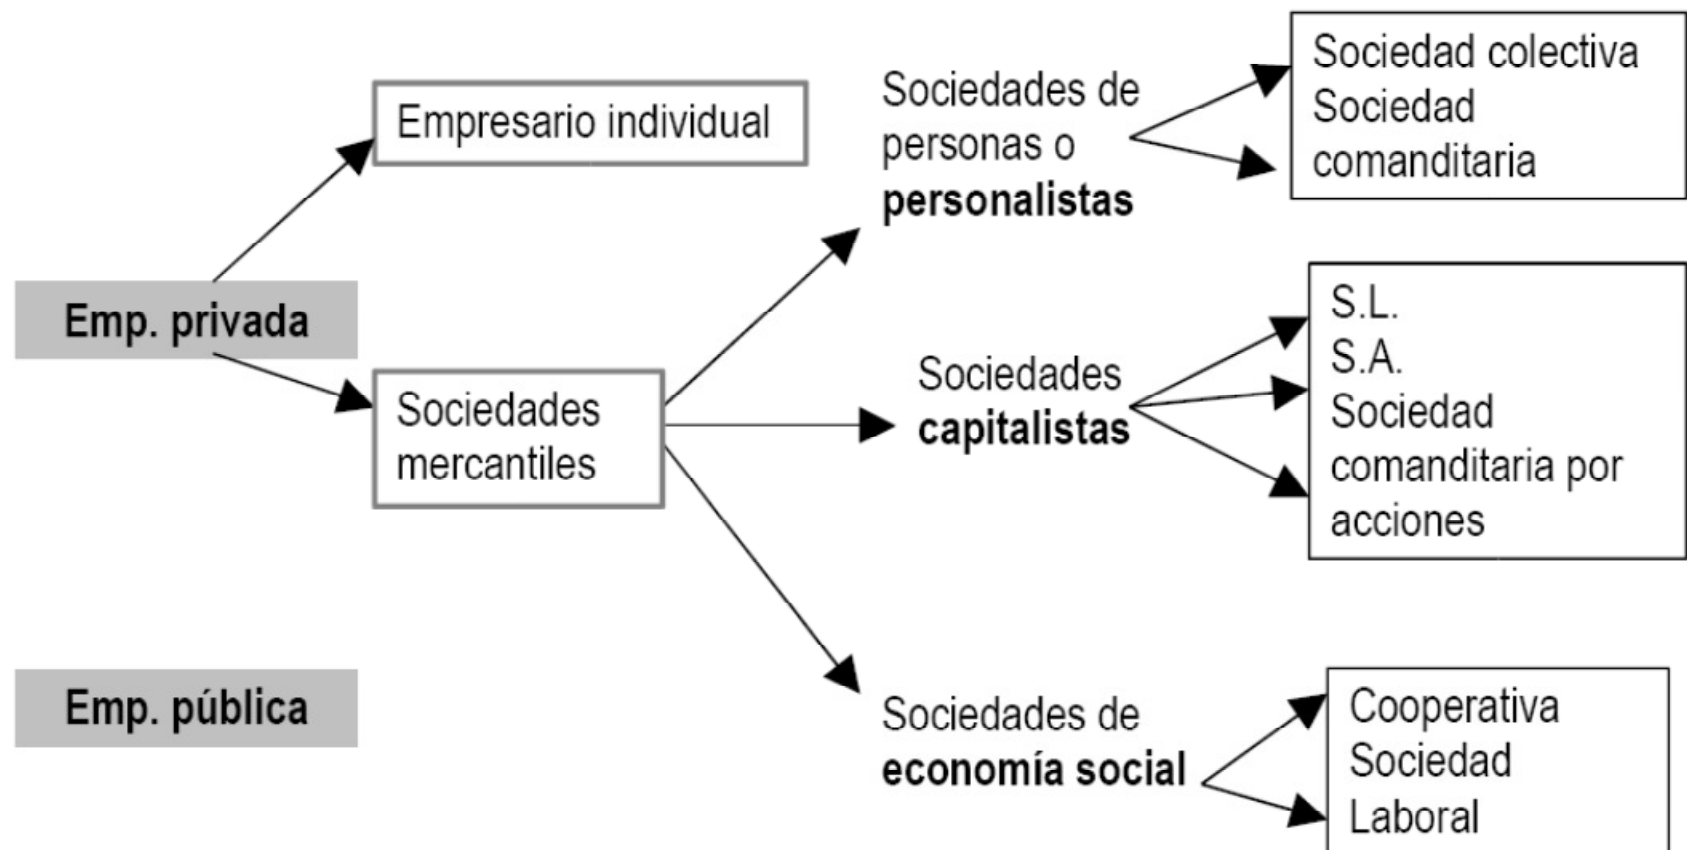 Emp. privada
Emp. pública
Empresario individual
Sociedades
mercantiles
Sociedades de
personas o
personalistas
Sociedades
capitalistas
Sociedades de
economía social
Sociedad colectiva
Sociedad
comanditaria
S.L.
S.A.
Sociedad
comanditaria por
acciones
Cooperativa
Sociedad
Laboral